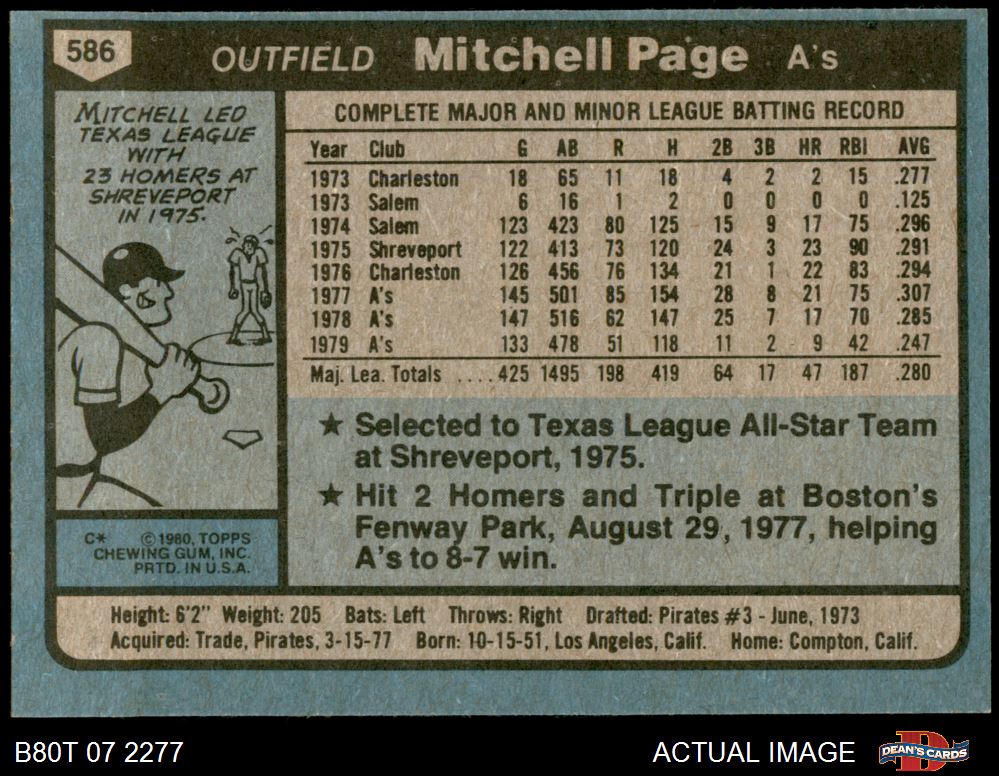 586 OUTFIELD Mitchell Page A's
MITCHELL LED
TEXAS LEAGUE
WITH
23 HOMERS AT
SHREVEPORT
IN 1975.
COMPLETE MAJOR AND MINOR LEAGUE BATTING RECORD
Year Club G AB R H 2B 3B HR RBI AVG
1973 Charleston 18 65 11 18 4 2 2 15 .277
1973 Salem 6 16 1 2 0 0 0 0 .125
1974 Salem 123 423 80 125 15 9 17 75 .296
1975 Shreveport 122 413 73 120 24 3 23 90 .291
1976 Charleston 126 456 76 134 21 1 22 83 .294
1977 A's 145 501 85 154 28 8 21 75 .307
1978 A's 147 516 62 147 25 7 17 70 .285
1979 A's 133 478 51 118 11 2 9 42 .247
Maj. Lea. Totals ....425 1495 198 419 64 17 47 187 .280
★ Selected to Texas League All-Star Team
at Shreveport, 1975.
★ Hit 2 Homers and Triple at Boston's
Fenway Park, August 29, 1977, helping
A's to 8-7 win.
C* ©1980, TOPPS
CHEWING GUM, INC.
PRTD. IN U.S.A.
Height: 6'2" Weight: 205 Bats: Left Throws: Right Drafted: Pirates #3 - June, 1973
Acquired: Trade, Pirates, 3-15-77 Born: 10-15-51, Los Angeles, Calif. Home: Compton, Calif.
B80T 07 2277 ACTUAL IMAGE DEAN'S CARDS